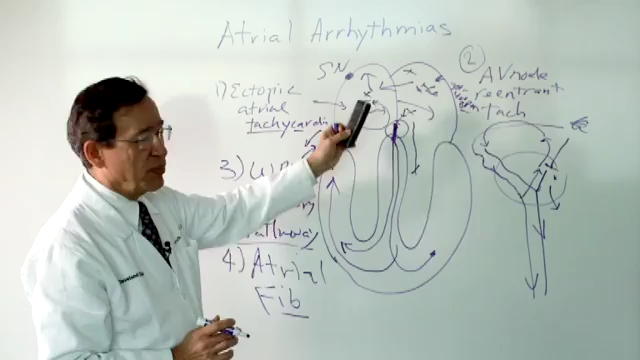 Atrial Arrhythmias
SN
1) Ectopic
atrial
tachycardia
2
AV node
reentrant
tach
3)
4) Atrial
Fib